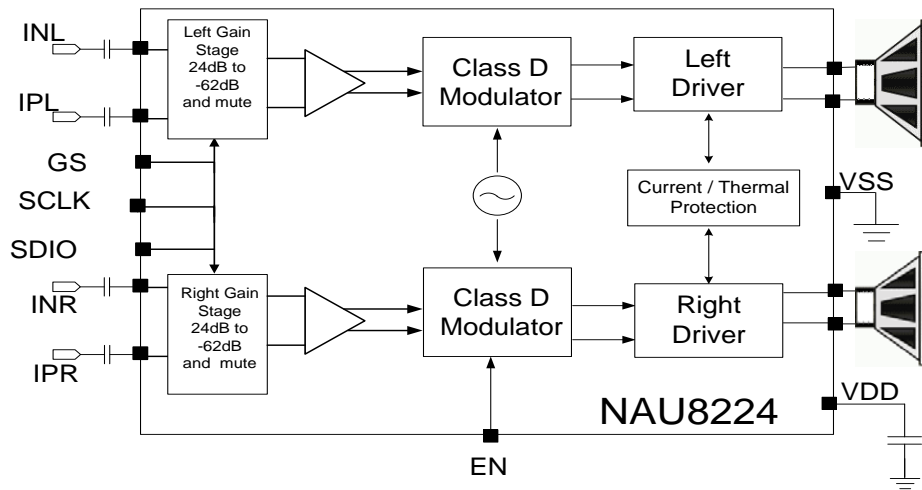 INL
IPL
GS
SCLK
SDIO
INR
IPR
Left Gain
Stage
24dB to
-62dB
and mute
Right Gain
Stage
24dB to
-62dB
and mute
Class D
Modulator
Class D
Modulator
Left
Driver
Current / Thermal
Protection
Right
Driver
VSS
VDD
NAU8224
EN